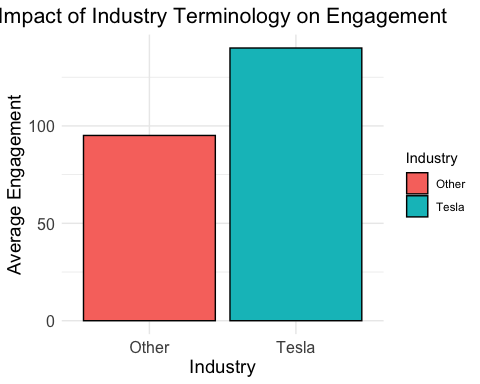 Impact of Industry Terminology on Engagement
Average Engagement
100
50
0
Other
Tesla
Industry
Industry
Other
Tesla